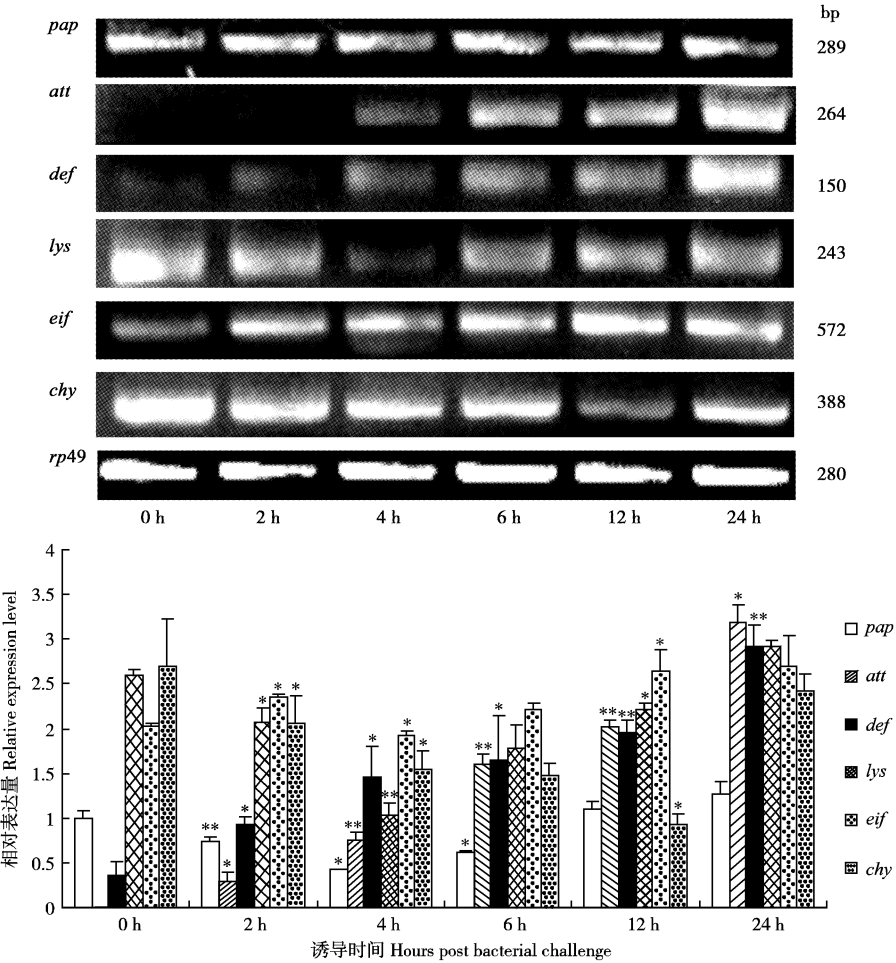 bp
pap 289
att 264
def 150
lys 243
eif 572
chy 388
rp49 280
0 h 2 h 4 h 6 h 12 h 24 h
相对表达量 Relative expression level
4
3.5
3
2.5
2
1.5
1
0.5
0
** * * * * *
* ** * ** * *
* ** *
** ** * * *
* **
pap
att
def
lys
eif
chy
0 h 2 h 4 h 6 h 12 h 24 h
诱导时间 Hours post bacterial challenge